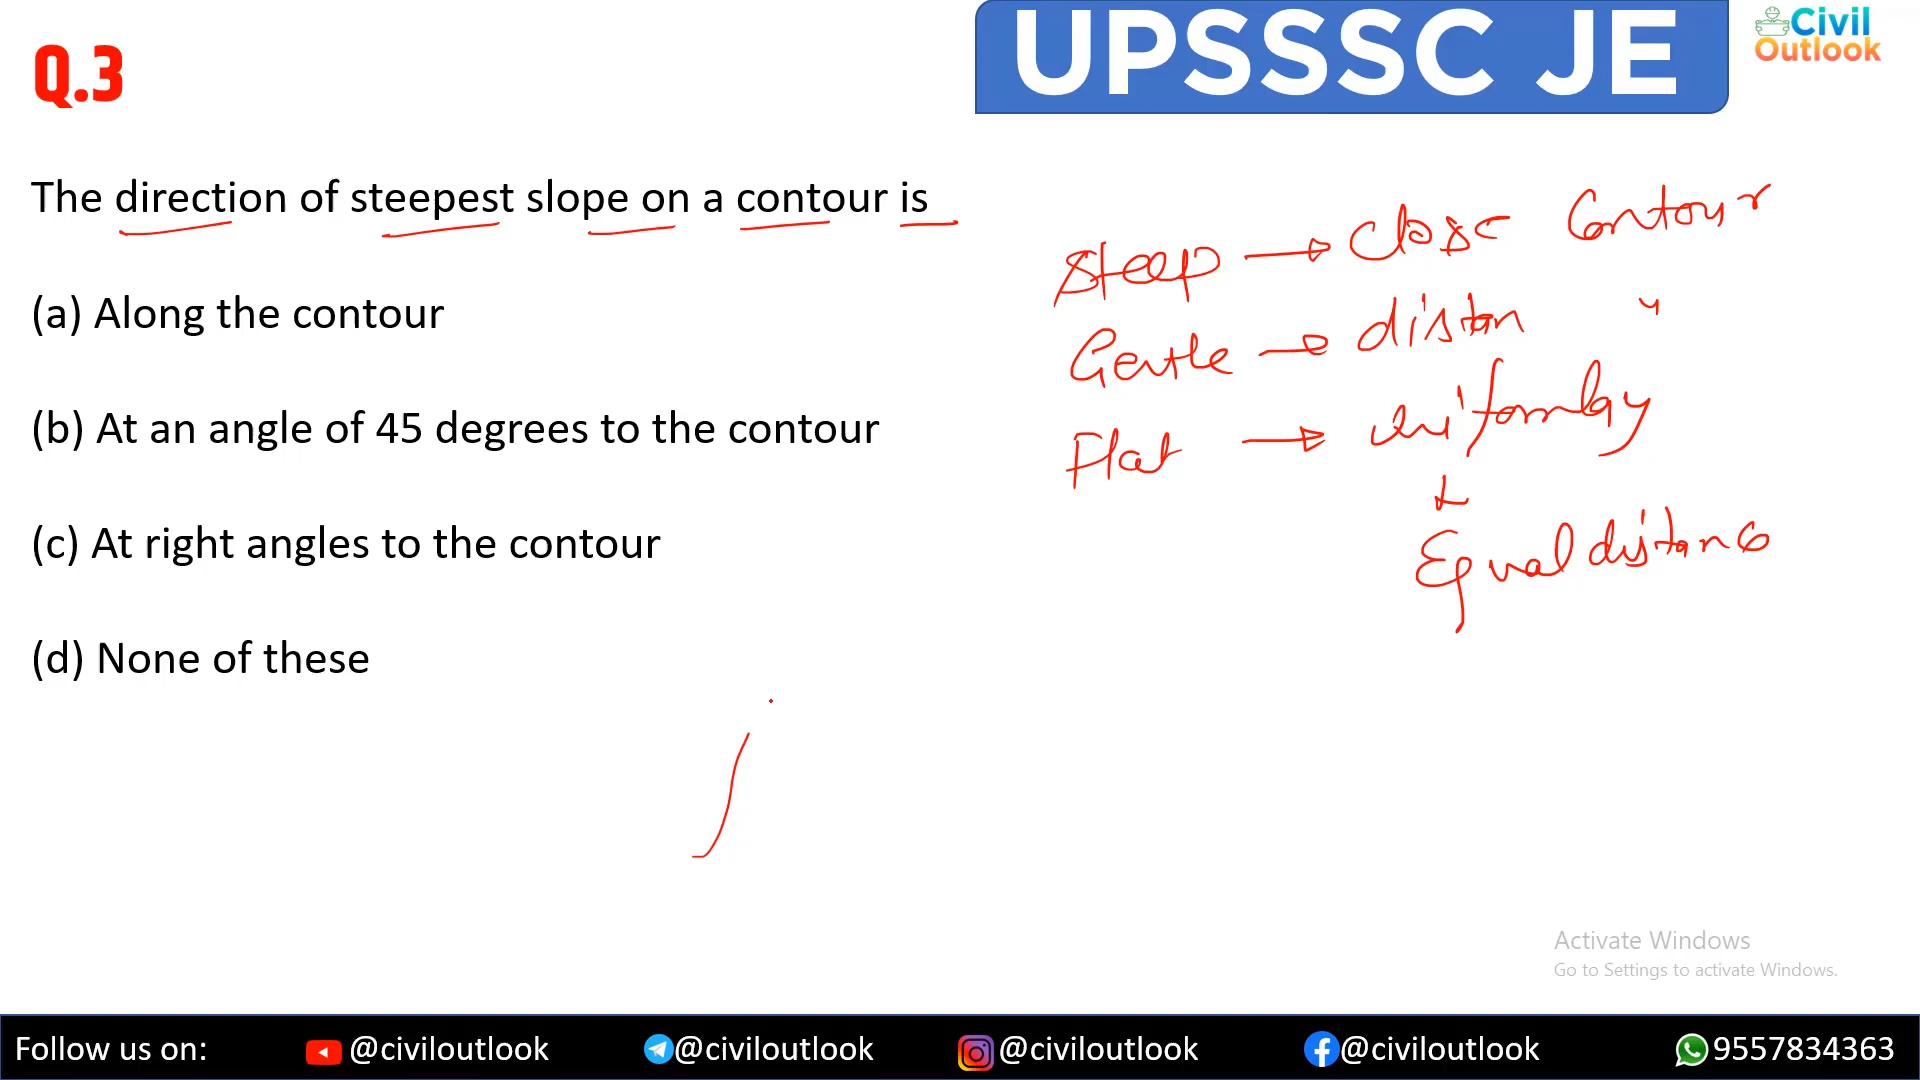 Q.3
UPSSSC JE
Civil
Outlook
The direction of steepest slope on a contour is
(a) Along the contour
(b) At an angle of 45 degrees to the contour
(c) At right angles to the contour
(d) None of these
Steep → Close Contour
Gentle → distan "
Flat →
Equal distance
Activate Windows
Go to Settings to activate Windows.
Follow us on: @civiloutlook @civiloutlook @civiloutlook @civiloutlook 9557834363